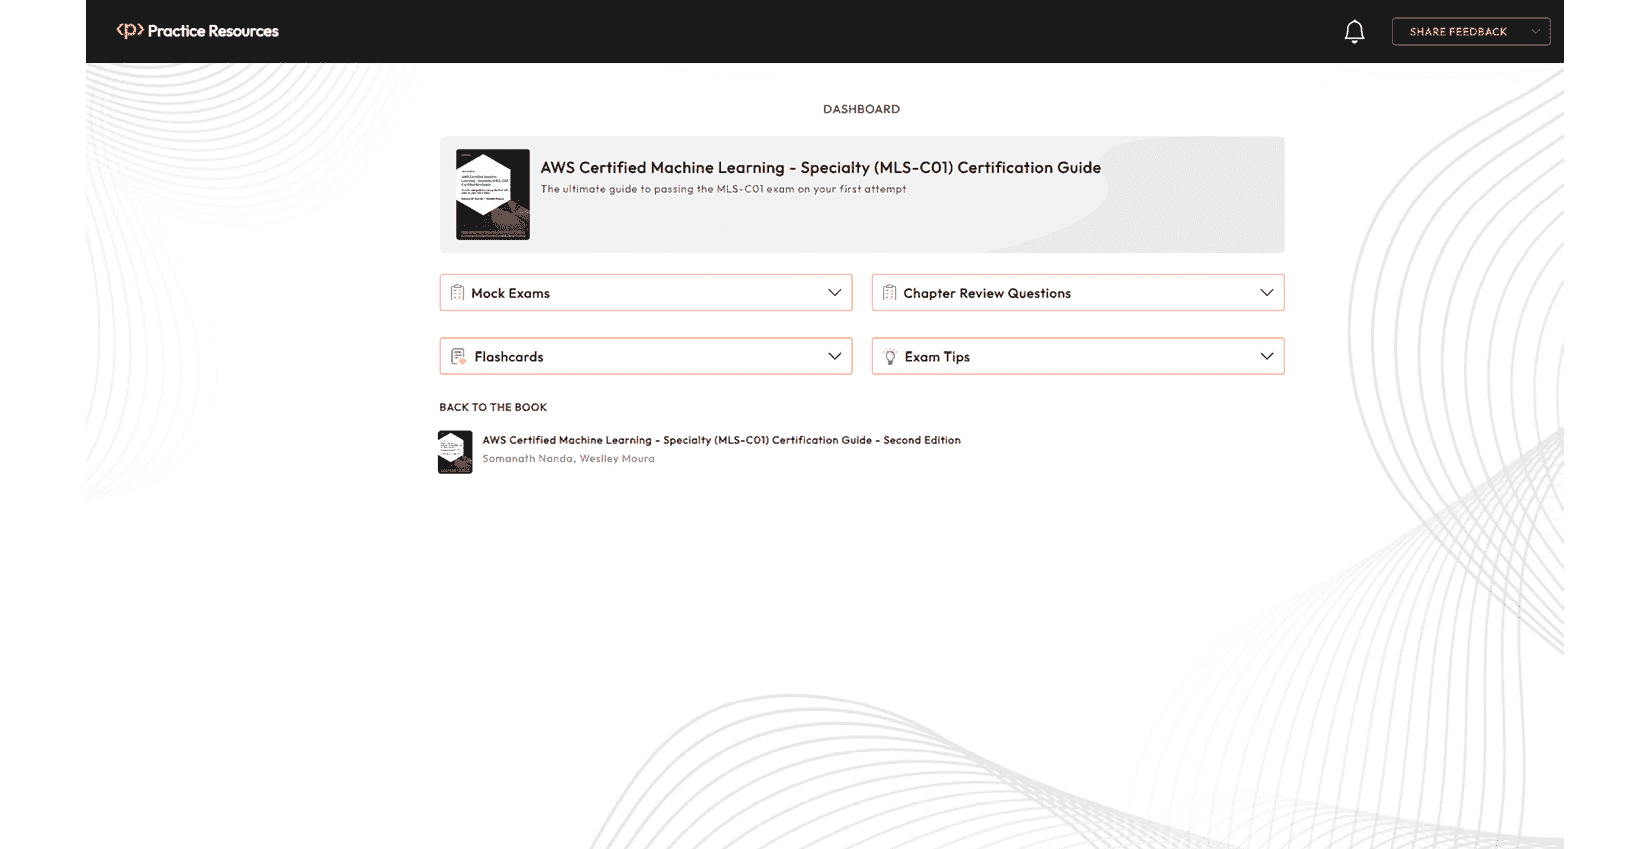 <p> Practice Resources
SHARE FEEDBACK
DASHBOARD
AWS Certified Machine Learning - Specialty (MLS-C01) Certification Guide
The ultimate guide to passing the MLS-C01 exam on your first attempt
Mock Exams
Chapter Review Questions
Flashcards
Exam Tips
BACK TO THE BOOK
AWS Certified Machine Learning - Specialty (MLS-C01) Certification Guide - Second Edition
Somanath Nanda, Weslley Moura